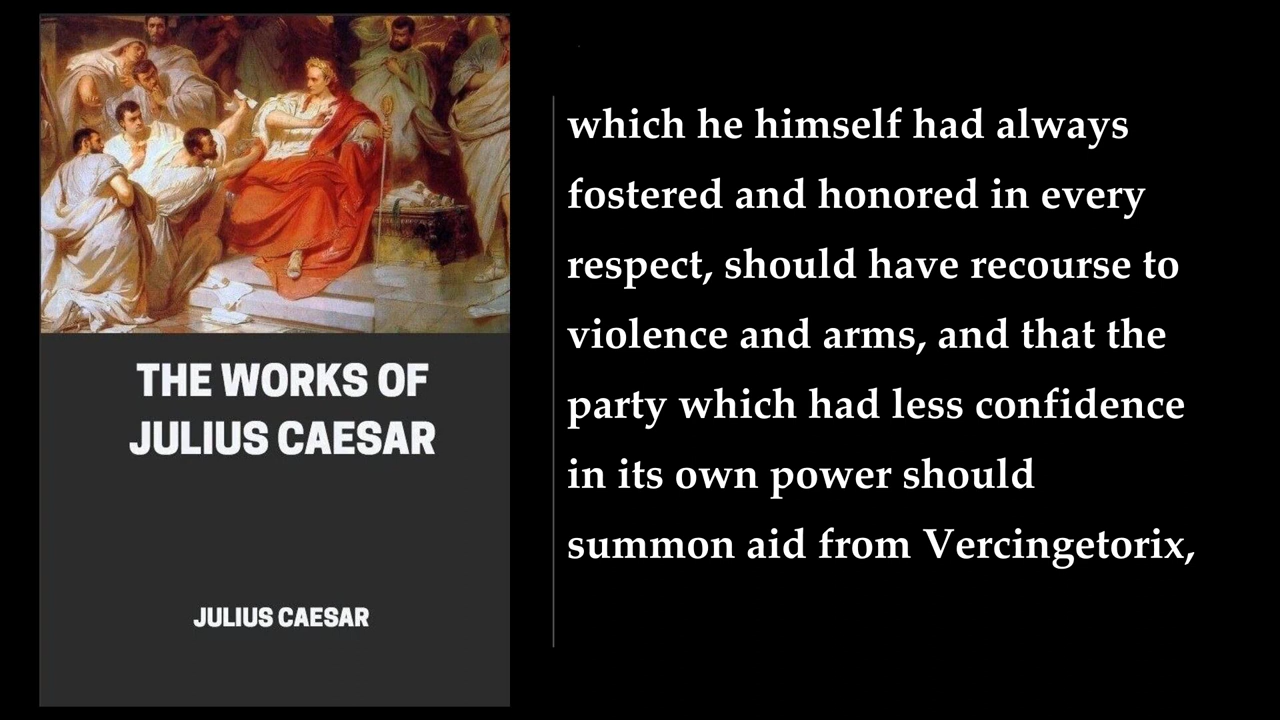 THE WORKS OF
JULIUS CAESAR
JULIUS CAESAR
which he himself had always
fostered and honored in every
respect, should have recourse to
violence and arms, and that the
party which had less confidence
in its own power should
summon aid from Vercingetorix,